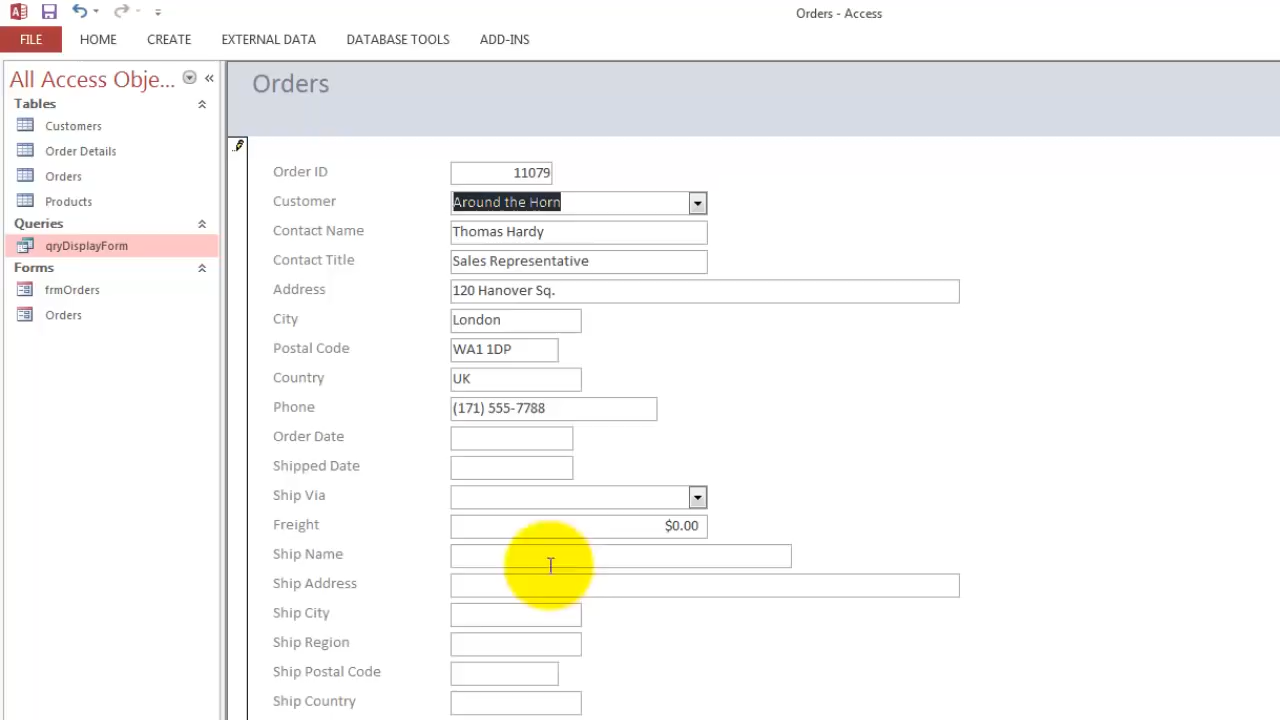 Orders - Access
FILE HOME CREATE EXTERNAL DATA DATABASE TOOLS ADD-INS
All Access Obje...
Tables
Customers
Order Details
Orders
Products
Queries
qryDisplayForm
Forms
frmOrders
Orders
Orders
Order ID 11079
Customer Around the Horn
Contact Name Thomas Hardy
Contact Title Sales Representative
Address 120 Hanover Sq.
City London
Postal Code WA1 1DP
Country UK
Phone (171) 555-7788
Order Date
Shipped Date
Ship Via
Freight $0.00
Ship Name
Ship Address
Ship City
Ship Region
Ship Postal Code
Ship Country